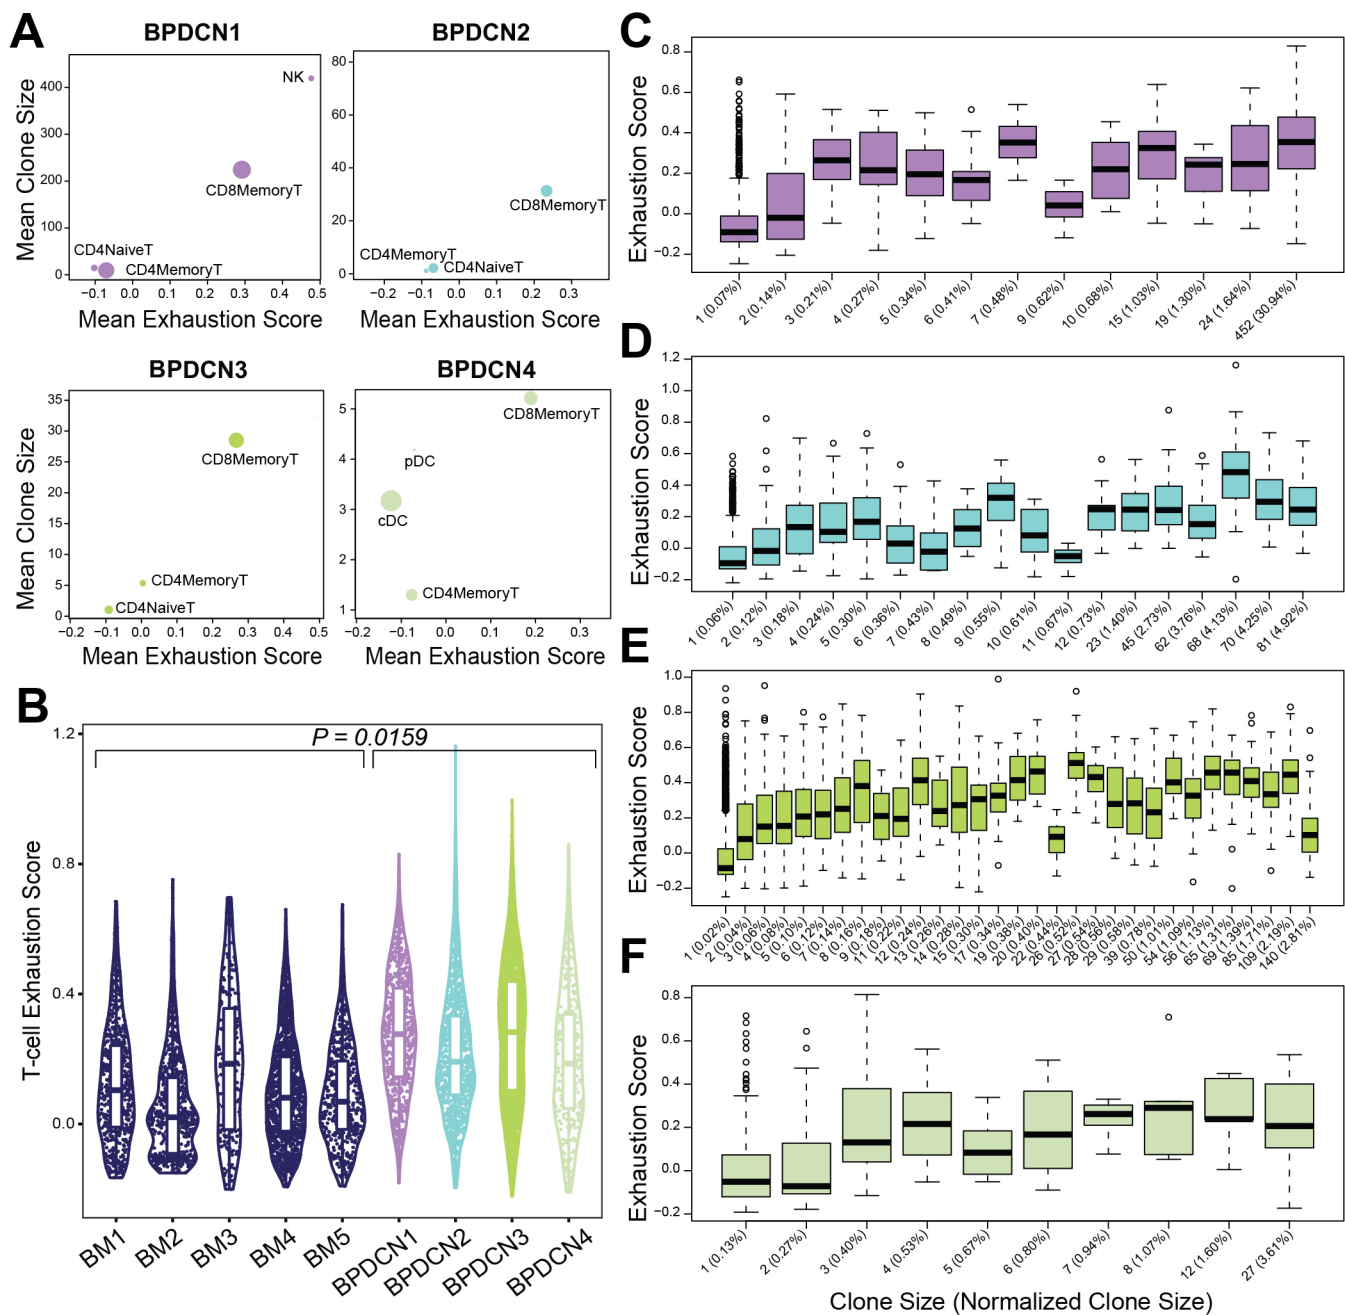 A
BPDCN1
Mean Clone Size
400
300
200
100
0
NK
CD8MemoryT
CD4NaiveT
CD4MemoryT
−0.1 0.0 0.1 0.2 0.3 0.4 0.5
Mean Exhaustion Score
BPDCN2
80
60
40
20
0
CD8MemoryT
CD4MemoryT
CD4NaiveT
−0.2 −0.1 0.0 0.1 0.2 0.3
Mean Exhaustion Score
BPDCN3
Mean Clone Size
35
30
25
20
15
10
5
0
CD8MemoryT
CD4MemoryT
CD4NaiveT
−0.2 −0.1 0.0 0.1 0.2 0.3 0.4 0.5
Mean Exhaustion Score
BPDCN4
5
4
3
2
1
CD8MemoryT
pDC
cDC
CD4MemoryT
−0.2 −0.1 0.0 0.1 0.2 0.3
Mean Exhaustion Score
B
P = 0.0159
T-cell Exhaustion Score
1.2
0.8
0.4
0.0
BM1 BM2 BM3 BM4 BM5 BPDCN1 BPDCN2 BPDCN3 BPDCN4
C
Exhaustion Score
0.8
0.6
0.4
0.2
0.0
−0.2
1 (0.07%) 2 (0.14%) 3 (0.21%) 4 (0.27%) 5 (0.34%) 6 (0.41%) 7 (0.48%) 9 (0.62%) 10 (0.68%) 15 (1.03%) 19 (1.30%) 24 (1.64%) 452 (30.94%)
D
Exhaustion Score
1.2
1.0
0.8
0.6
0.4
0.2
0.0
−0.2
1 (0.06%) 2 (0.12%) 3 (0.18%) 4 (0.24%) 5 (0.30%) 6 (0.36%) 7 (0.43%) 8 (0.49%) 9 (0.55%) 10 (0.61%) 11 (0.67%) 12 (0.73%) 23 (1.40%) 45 (2.73%) 62 (3.76%) 68 (4.13%) 70 (4.25%) 81 (4.92%)
E
Exhaustion Score
1.0
0.8
0.6
0.4
0.2
0.0
−0.2
1 (0.02%) 2 (0.04%) 3 (0.06%) 4 (0.08%) 5 (0.10%) 6 (0.12%) 7 (0.14%) 8 (0.16%) 9 (0.18%) 11 (0.22%) 12 (0.24%) 13 (0.26%) 14 (0.28%) 15 (0.30%) 17 (0.34%) 19 (0.38%) 20 (0.40%) 22 (0.44%) 26 (0.52%) 27 (0.54%) 28 (0.56%) 29 (0.58%) 39 (0.78%) 50 (1.01%) 54 (1.09%) 56 (1.13%) 65 (1.31%) 69 (1.39%) 85 (1.71%) 109 (2.19%) 140 (2.81%)
F
Exhaustion Score
0.8
0.6
0.4
0.2
0.0
−0.2
1 (0.13%) 2 (0.27%) 3 (0.40%) 4 (0.53%) 5 (0.67%) 6 (0.80%) 7 (0.94%) 8 (1.07%) 12 (1.60%) 27 (3.61%)
Clone Size (Normalized Clone Size)